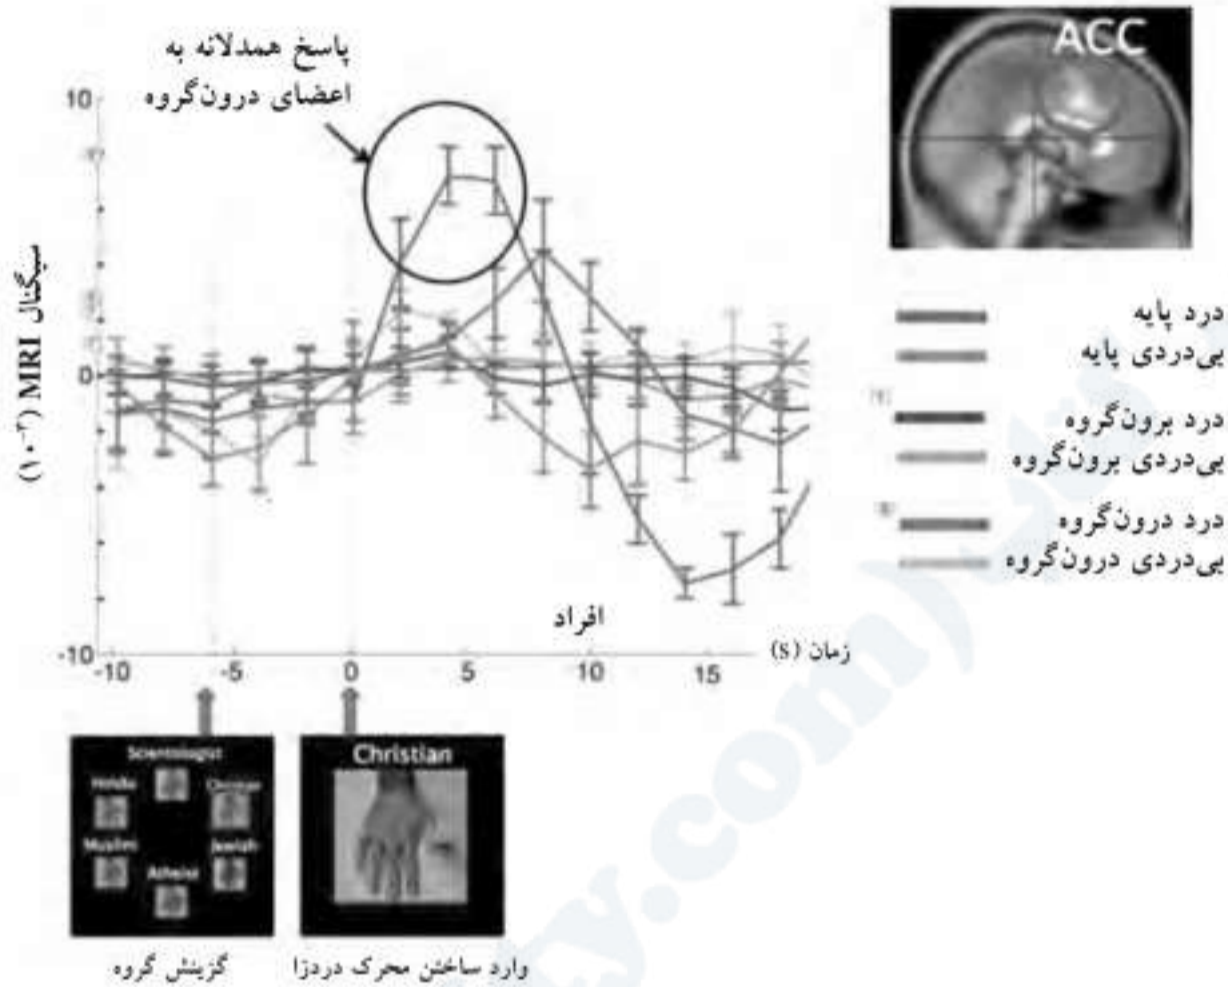 پاسخ همدلانه به
اعضای درون‌گروه
ACC
10
0
-10
سیگنال MRI (۱۰⁻³)
درد پایه
بی‌دردی پایه
درد برون‌گروه
بی‌دردی برون‌گروه
درد درون‌گروه
بی‌دردی درون‌گروه
افراد
زمان (s)
-10 -5 0 5 10 15
Scientologist
Hindu Christian
Muslim Jewish
Atheist
Christian
گزینش گروه
وارد ساختن محرک دردزا